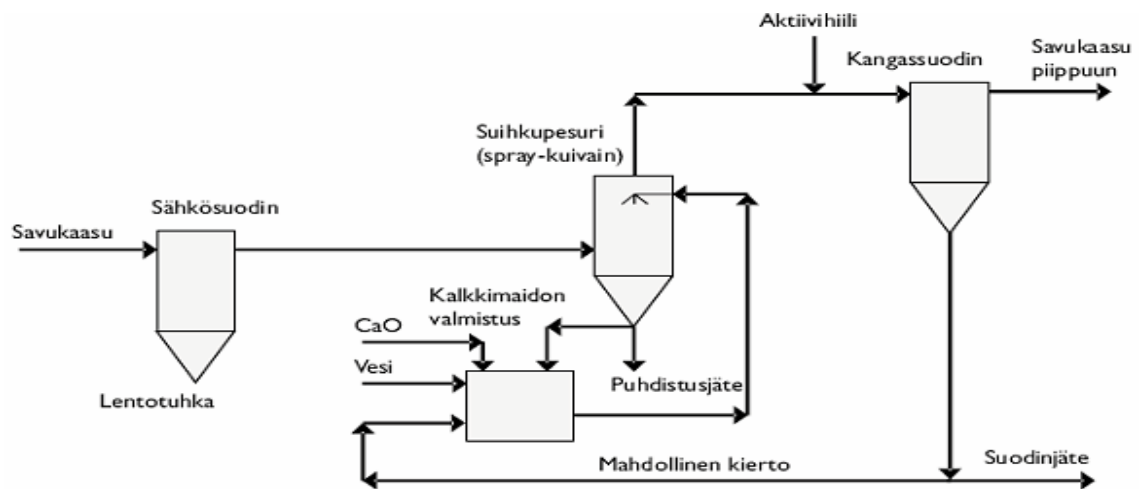 Aktiivihiili
Kangassuodin
Savukaasu
piippuun
Suihkupesuri
(spray-kuivain)
Sähkösuodin
Savukaasu
Kalkkimaidon
valmistus
CaO
Vesi
Puhdistusjäte
Lentotuhka
Mahdollinen kierto
Suodinjäte